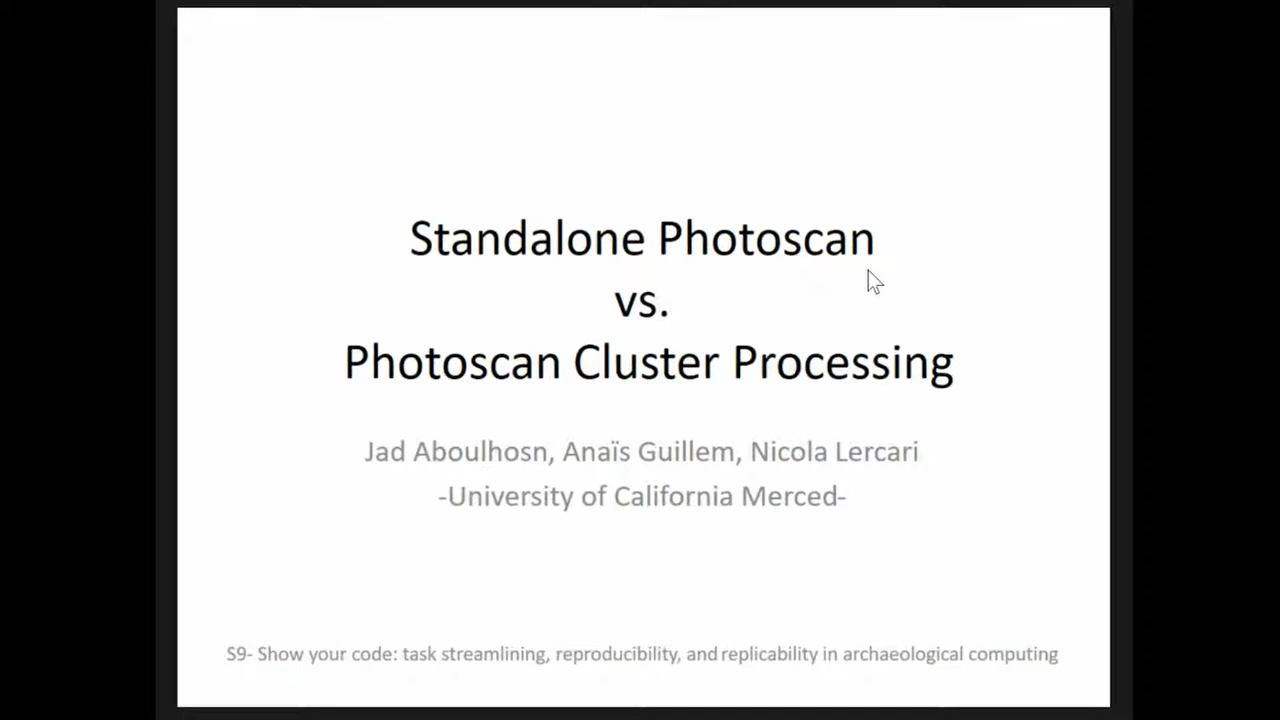 Standalone Photoscan
vs.
Photoscan Cluster Processing
Jad Aboulhosn, Anaïs Guillem, Nicola Lercari
-University of California Merced-
S9- Show your code: task streamlining, reproducibility, and replicability in archaeological computing